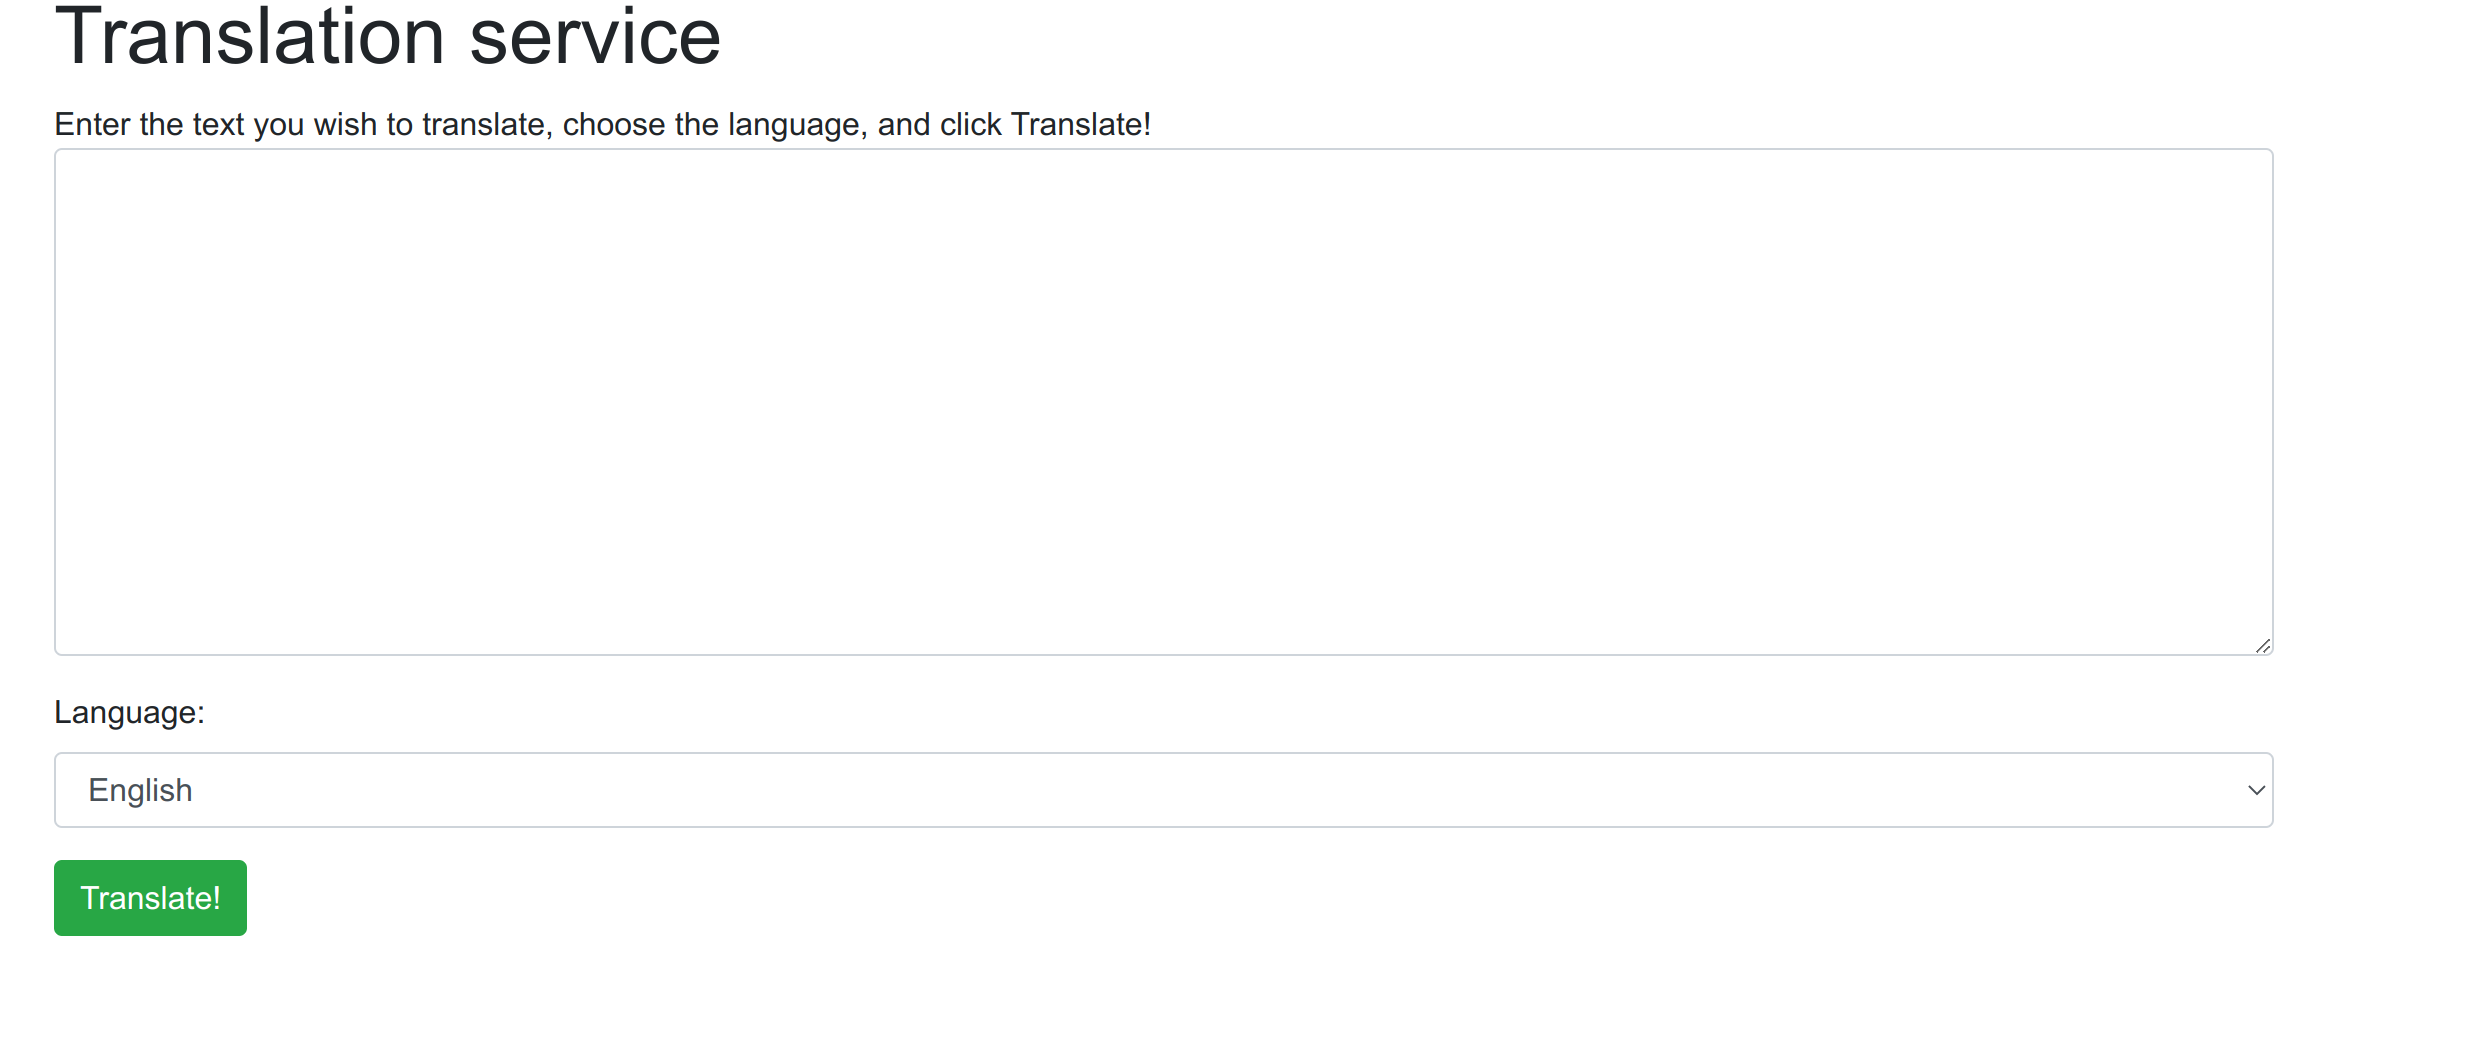 Translation service
Enter the text you wish to translate, choose the language, and click Translate!
Language:
English
Translate!